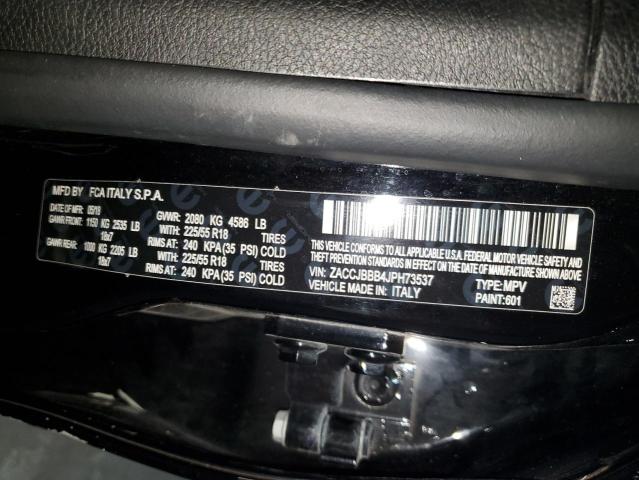 MFD BY FCA ITALY S.P.A.
DATE OF MFD: 05/18 GVWR: 2080 KG 4586 LB
GAWR FRONT: 1150 KG 2535 LB WITH: 225/55 R18 TIRES
18x7 RIMS AT: 240 KPA(35 PSI) COLD
GAWR REAR: 1000 KG 2205 LB WITH: 225/55 R18 TIRES
18x7 RIMS AT: 240 KPA(35 PSI) COLD
THIS VEHICLE CONFORMS TO ALL APPLICABLE U.S.A. FEDERAL MOTOR VEHICLE SAFETY AND
THEFT PREVENTION STANDARDS IN EFFECT ON THE DATE OF MANUFACTURE SHOWN ABOVE
VIN: ZACCJBBB4JPH73537 TYPE: MPV
VEHICLE MADE IN: ITALY PAINT: 601